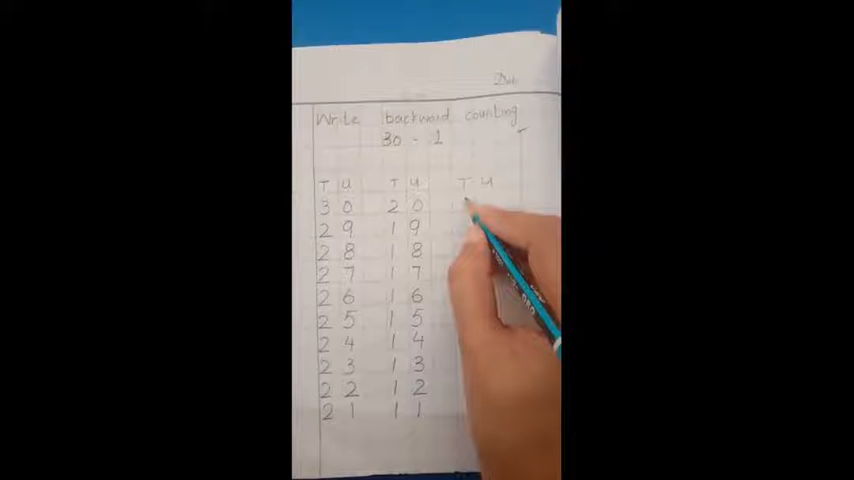 Date
Write backward counting
30 - 1
T U T U T U
3 0 2 0
2 9 1 9
2 8 1 8
2 7 1 7
2 6 1 6
2 5 1 5
2 4 1 4
2 3 1 3
2 2 1 2
2 1 1 1